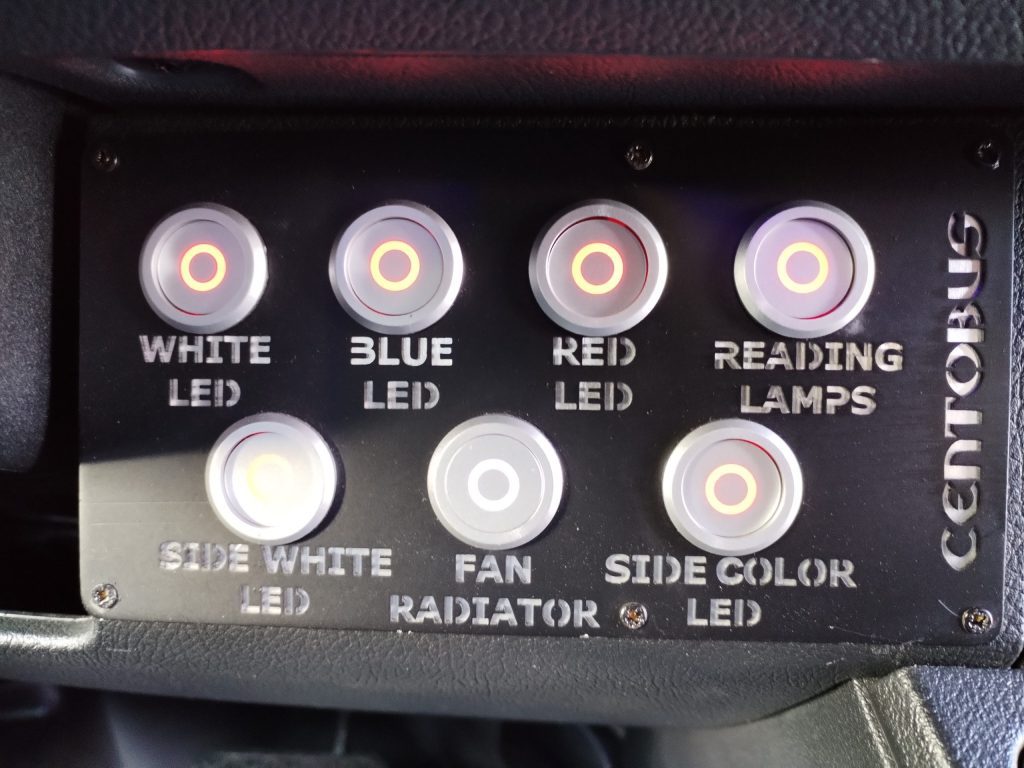 WHITE
LED
BLUE
LED
RED
LED
READING
LAMPS
SIDE WHITE
LED
FAN
RADIATOR
SIDE COLOR
LED
CENTOBUS